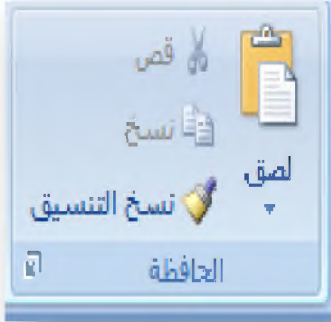 قص
نسخ
لصق
نسخ التنسيق
الحافظة